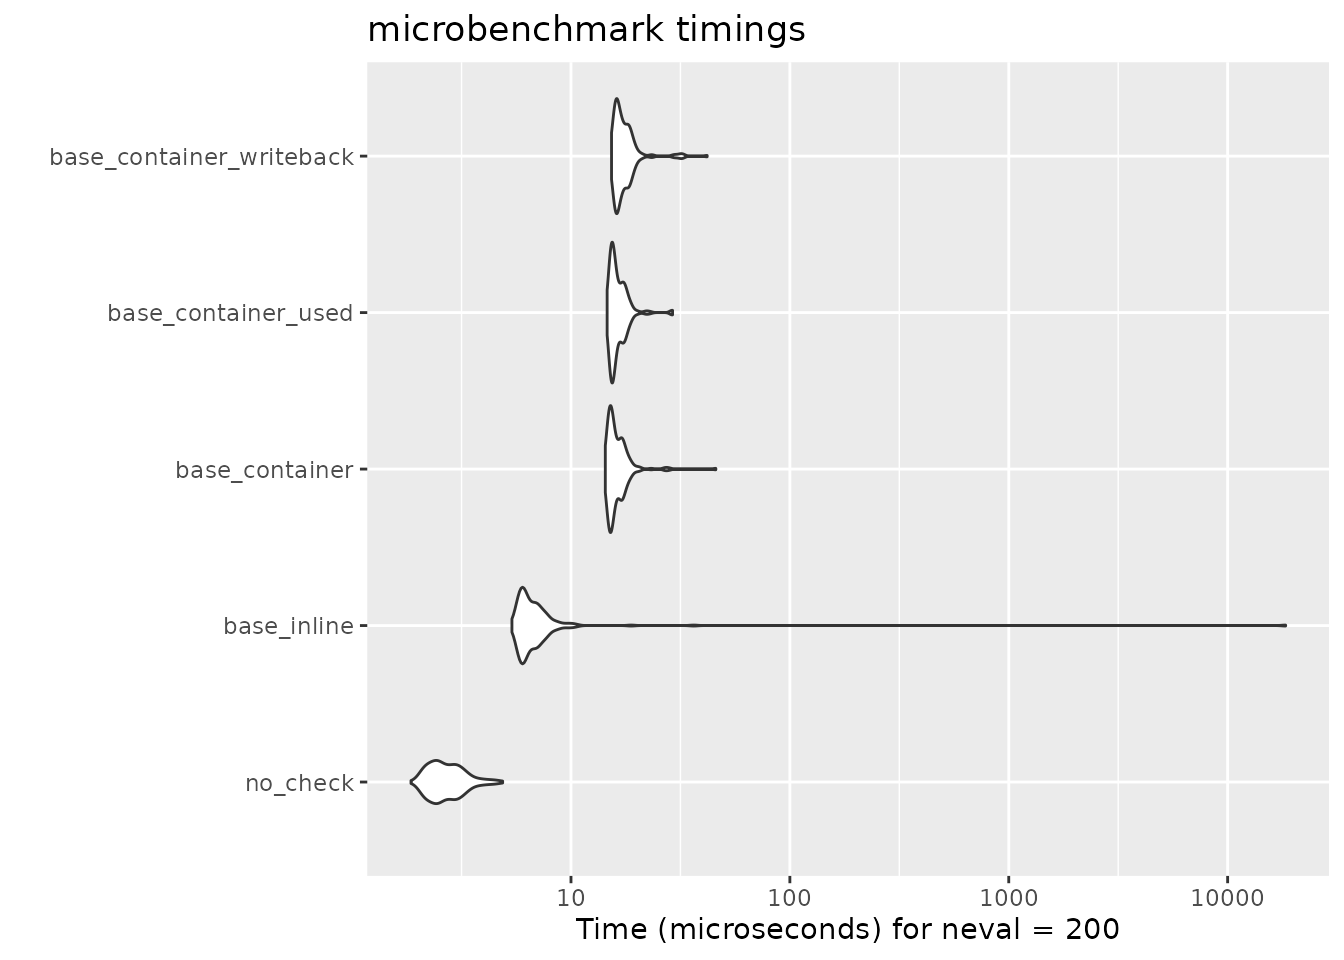 microbenchmark timings
base_container_writeback
base_container_used
base_container
base_inline
no_check
10 100 1000 10000
Time (microseconds) for neval = 200